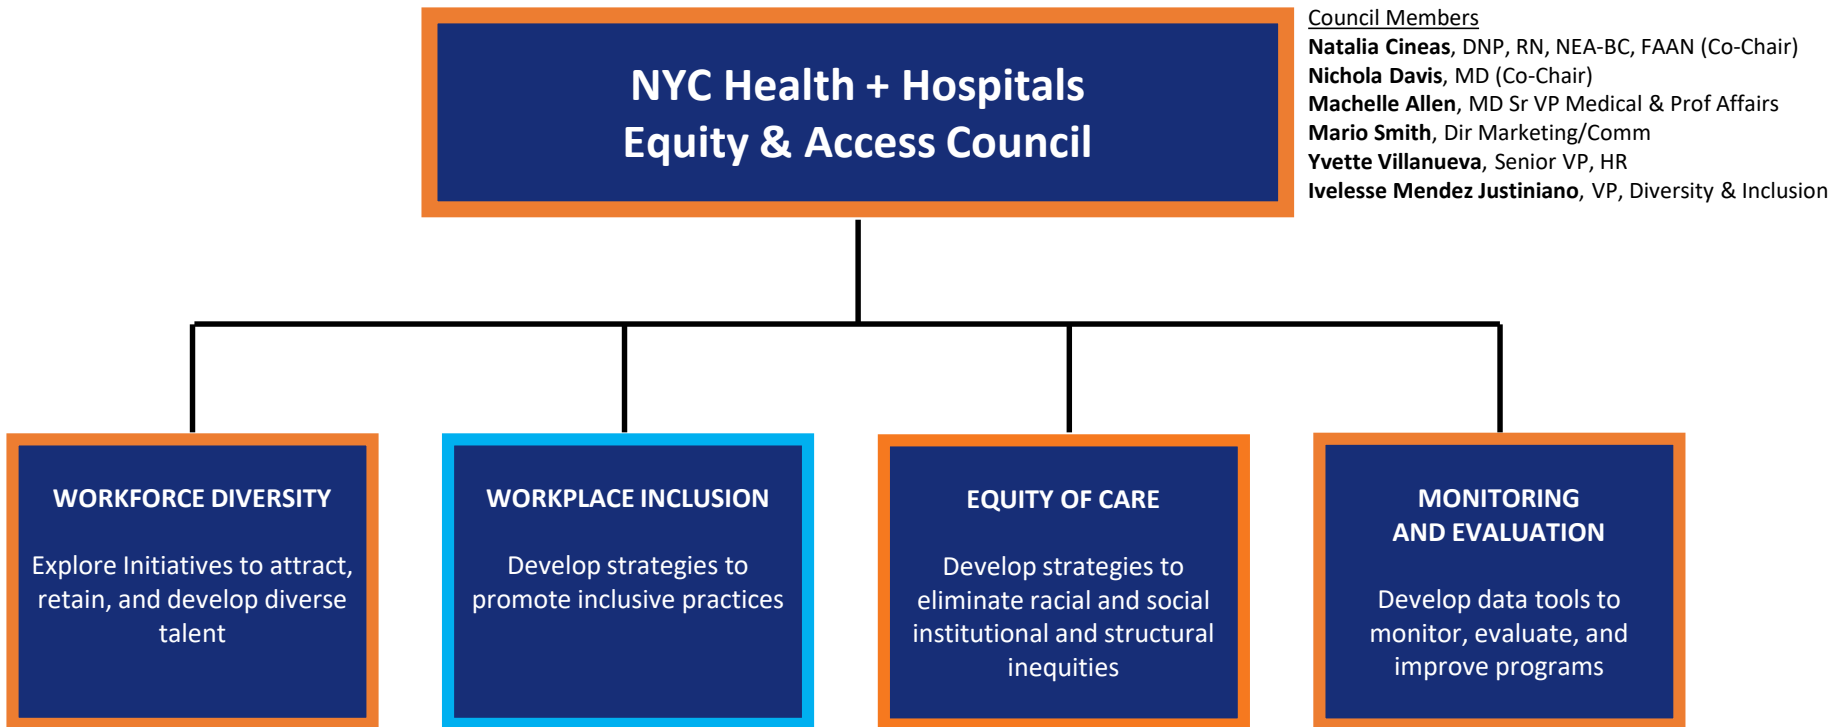 NYC Health + Hospitals
Equity & Access Council
Council Members
Natalia Cineas, DNP, RN, NEA-BC, FAAN (Co-Chair)
Nichola Davis, MD (Co-Chair)
Machelle Allen, MD Sr VP Medical & Prof Affairs
Mario Smith, Dir Marketing/Comm
Yvette Villanueva, Senior VP, HR
Ivelesse Mendez Justiniano, VP, Diversity & Inclusion
WORKFORCE DIVERSITY
Explore Initiatives to attract,
retain, and develop diverse
talent
WORKPLACE INCLUSION
Develop strategies to
promote inclusive practices
EQUITY OF CARE
Develop strategies to
eliminate racial and social
institutional and structural
inequities
MONITORING
AND EVALUATION
Develop data tools to
monitor, evaluate, and
improve programs